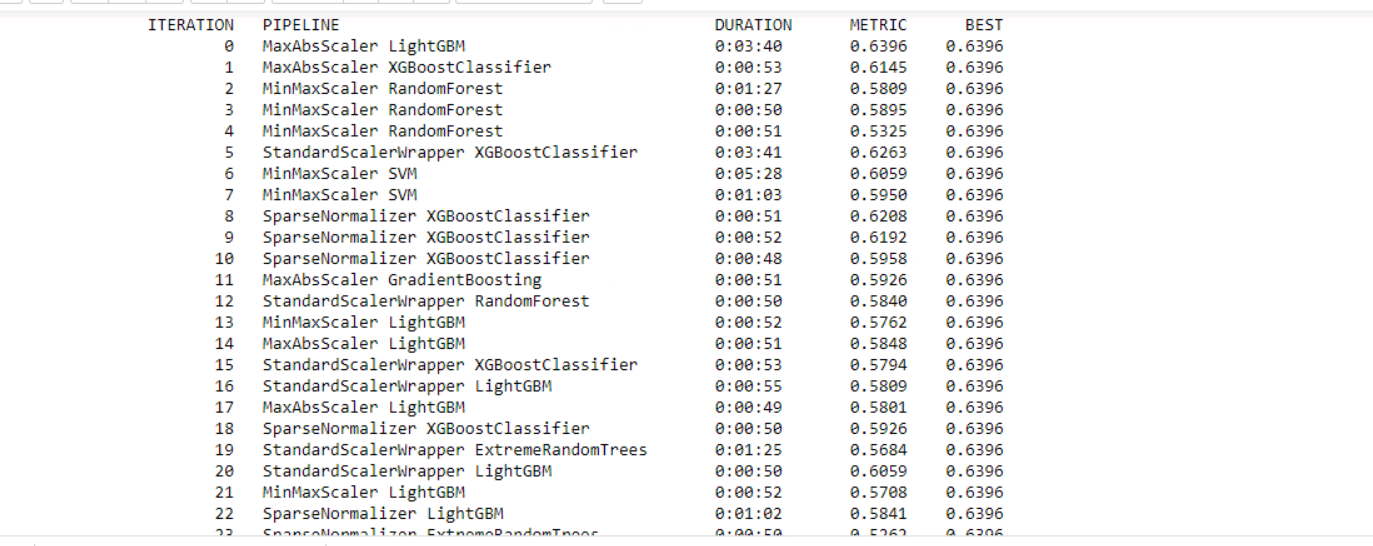 ITERATION PIPELINE DURATION METRIC BEST
0 MaxAbsScaler LightGBM 0:03:40 0.6396 0.6396
1 MaxAbsScaler XGBoostClassifier 0:00:53 0.6145 0.6396
2 MinMaxScaler RandomForest 0:01:27 0.5809 0.6396
3 MinMaxScaler RandomForest 0:00:50 0.5895 0.6396
4 MinMaxScaler RandomForest 0:00:51 0.5325 0.6396
5 StandardScalerWrapper XGBoostClassifier 0:03:41 0.6263 0.6396
6 MinMaxScaler SVM 0:05:28 0.6059 0.6396
7 MinMaxScaler SVM 0:01:03 0.5950 0.6396
8 SparseNormalizer XGBoostClassifier 0:00:51 0.6208 0.6396
9 SparseNormalizer XGBoostClassifier 0:00:52 0.6192 0.6396
10 SparseNormalizer XGBoostClassifier 0:00:48 0.5958 0.6396
11 MaxAbsScaler GradientBoosting 0:00:51 0.5926 0.6396
12 StandardScalerWrapper RandomForest 0:00:50 0.5840 0.6396
13 MinMaxScaler LightGBM 0:00:52 0.5762 0.6396
14 MaxAbsScaler LightGBM 0:00:51 0.5848 0.6396
15 StandardScalerWrapper XGBoostClassifier 0:00:53 0.5794 0.6396
16 StandardScalerWrapper LightGBM 0:00:55 0.5809 0.6396
17 MaxAbsScaler LightGBM 0:00:49 0.5801 0.6396
18 SparseNormalizer XGBoostClassifier 0:00:50 0.5926 0.6396
19 StandardScalerWrapper ExtremeRandomTrees 0:01:25 0.5684 0.6396
20 StandardScalerWrapper LightGBM 0:00:50 0.6059 0.6396
21 MinMaxScaler LightGBM 0:00:52 0.5708 0.6396
22 SparseNormalizer LightGBM 0:01:02 0.5841 0.6396
23 SparseNormalizer ExtremeRandomTrees 0:00:50 0.5262 0.6396